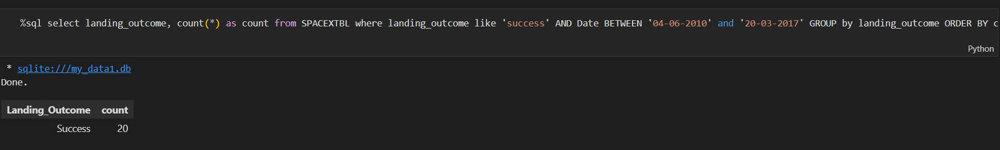 %sql select landing_outcome, count(*) as count from SPACEXTBL where landing_outcome like 'success' AND Date BETWEEN '04-06-2010' and '20-03-2017' GROUP by landing_outcome ORDER BY c
Python
* sqlite:///my_data1.db
Done.
Landing_Outcome count
Success 20